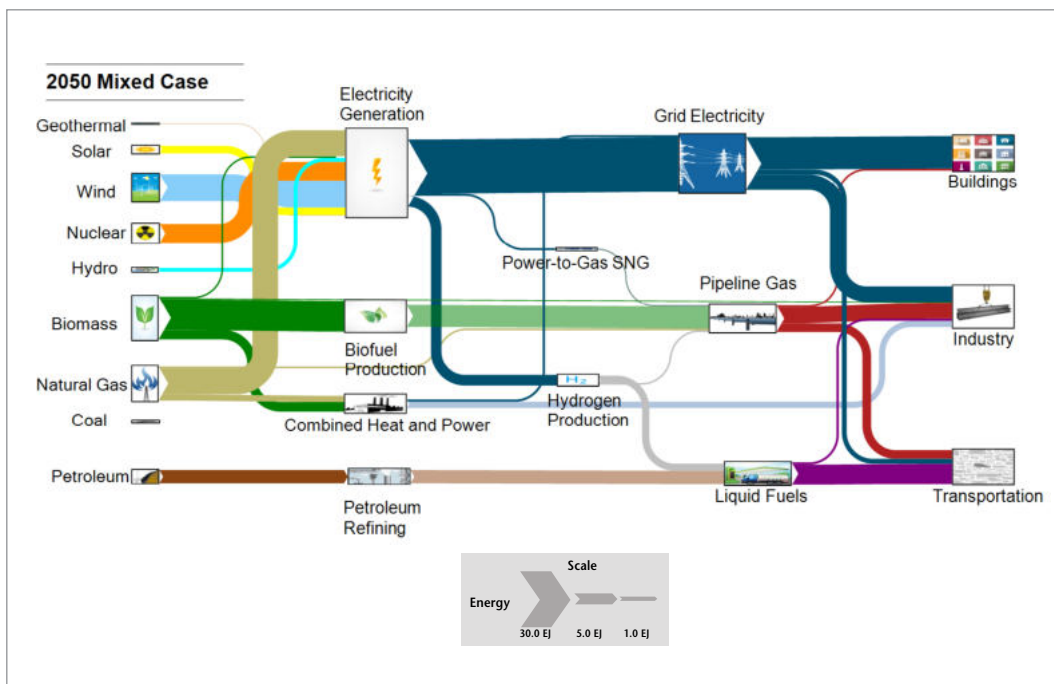 2050 Mixed Case
Geothermal
Solar
Wind
Nuclear
Hydro
Biomass
Natural Gas
Coal
Petroleum
Electricity
Generation
Biofuel
Production
Combined Heat and Power
Petroleum
Refining
Power-to-Gas SNG
H2
Hydrogen
Production
Grid Electricity
Pipeline Gas
Liquid Fuels
Buildings
Industry
Transportation
Scale
Energy
30.0 EJ 5.0 EJ 1.0 EJ